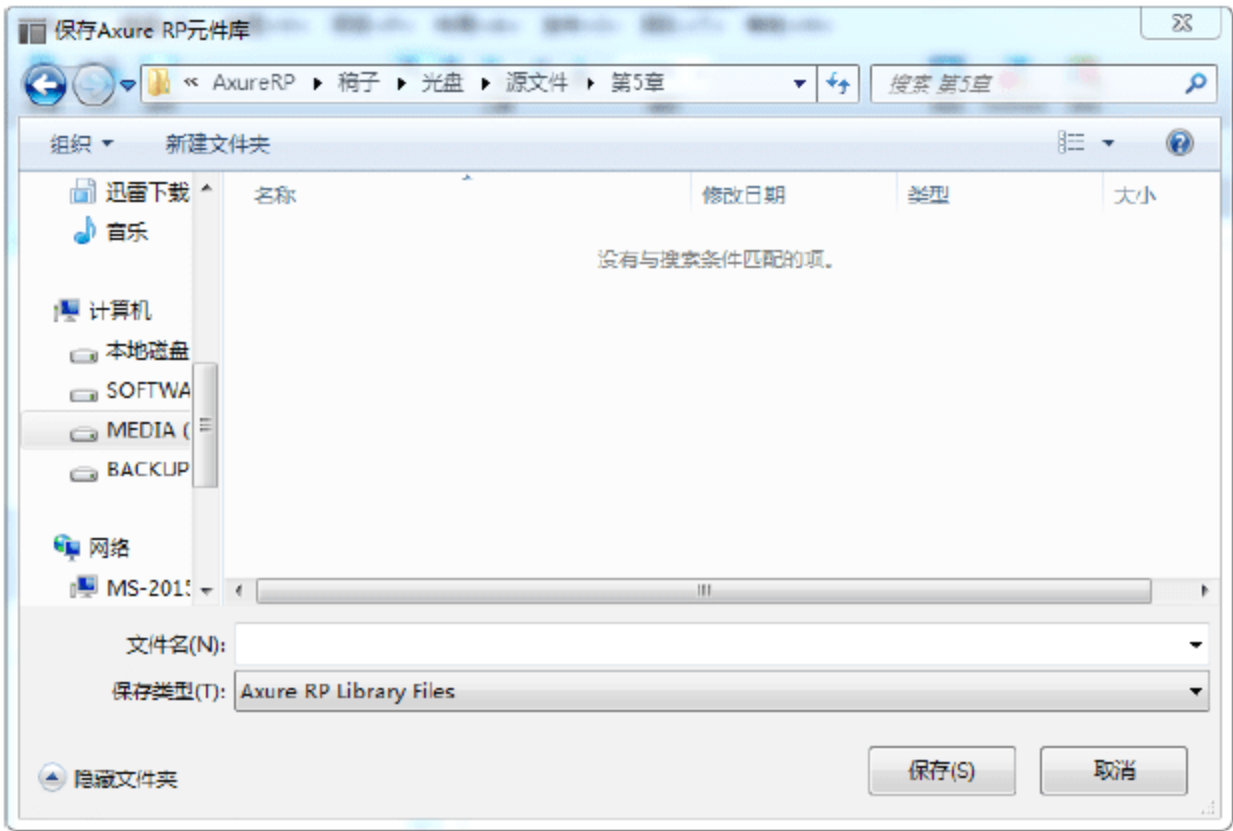 保存Axure RP元件库
« AxureRP ▸ 稿子 ▸ 光盘 ▸ 源文件 ▸ 第5章
搜索 第5章
组织 新建文件夹
迅雷下载
音乐
计算机
本地磁盘
SOFTWA
MEDIA (
BACKUP
网络
MS-2015
名称 修改日期 类型 大小
没有与搜索条件匹配的项。
文件名(N):
保存类型(T): Axure RP Library Files
隐藏文件夹
保存(S) 取消